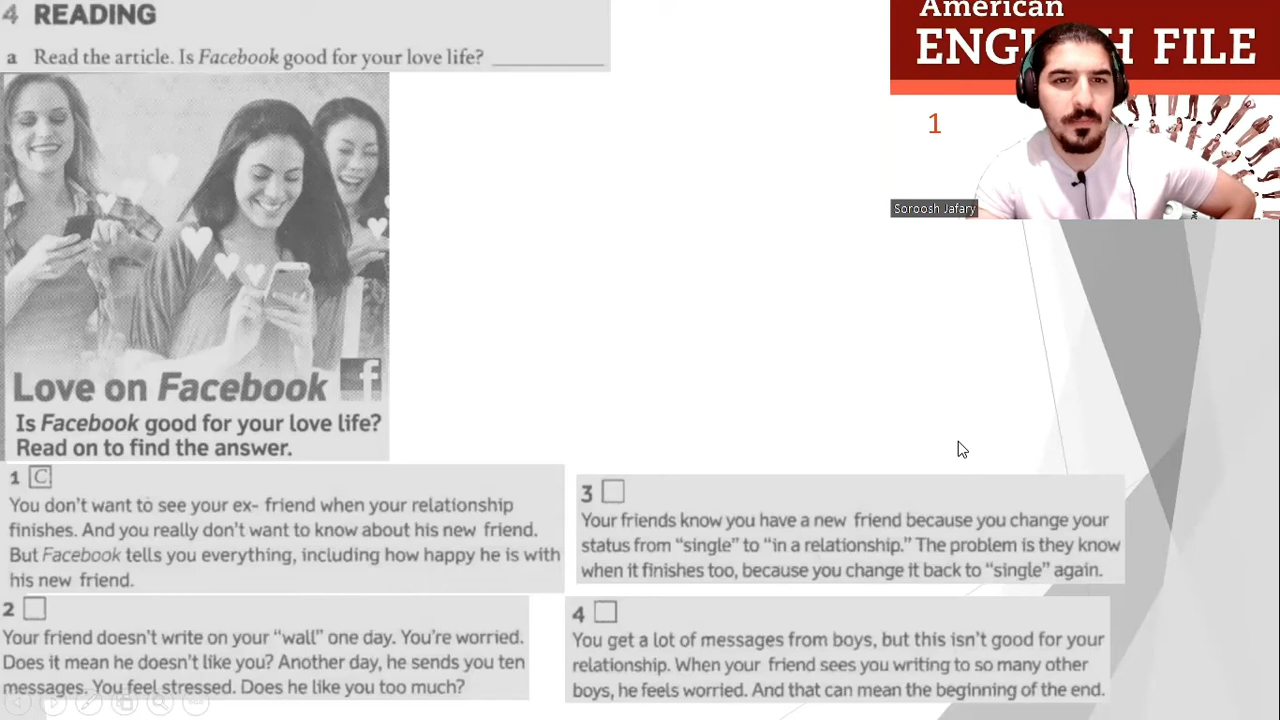 4 READING
a Read the article. Is Facebook good for your love life? ____________
American
ENGLISH FILE
1
Soroosh Jafary
f
Love on Facebook
Is Facebook good for your love life?
Read on to find the answer.
1 C
You don't want to see your ex- friend when your relationship
finishes. And you really don't want to know about his new friend.
But Facebook tells you everything, including how happy he is with
his new friend.
2
Your friend doesn't write on your “wall” one day. You're worried.
Does it mean he doesn't like you? Another day, he sends you ten
messages. You feel stressed. Does he like you too much?
3
Your friends know you have a new friend because you change your
status from “single” to “in a relationship.” The problem is they know
when it finishes too, because you change it back to “single” again.
4
You get a lot of messages from boys, but this isn't good for your
relationship. When your friend sees you writing to so many other
boys, he feels worried. And that can mean the beginning of the end.